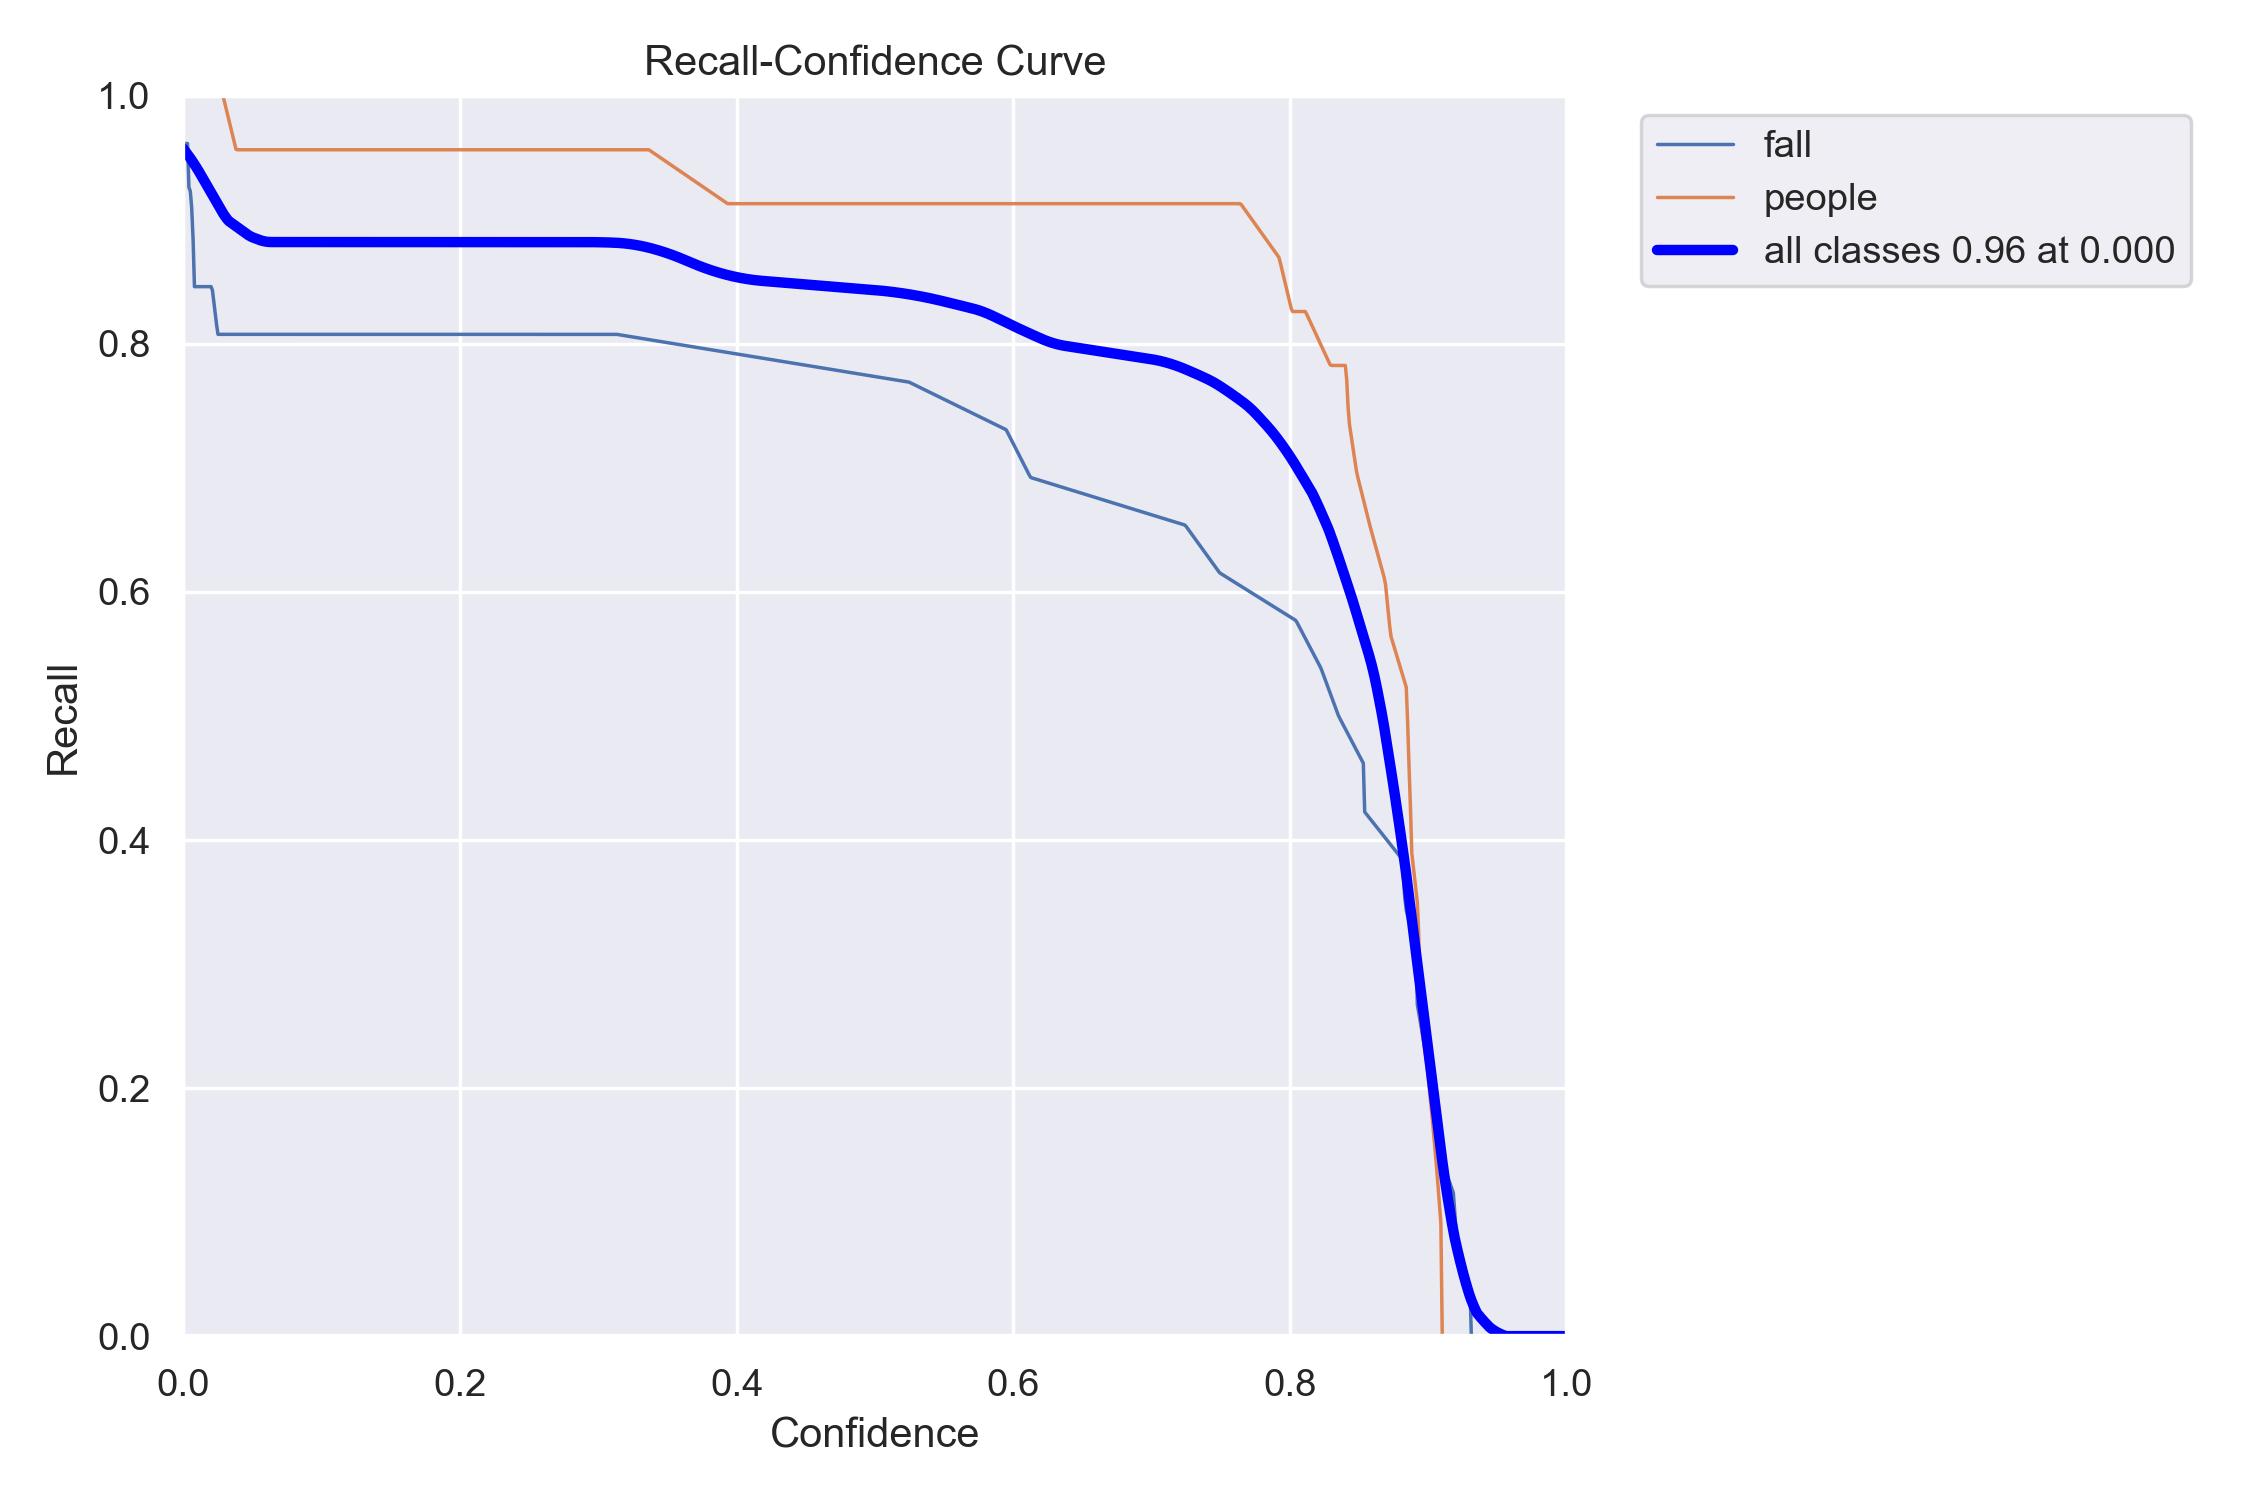 Recall-Confidence Curve
1.0
0.8
0.6
0.4
0.2
0.0
Recall
0.0 0.2 0.4 0.6 0.8 1.0
Confidence
fall
people
all classes 0.96 at 0.000